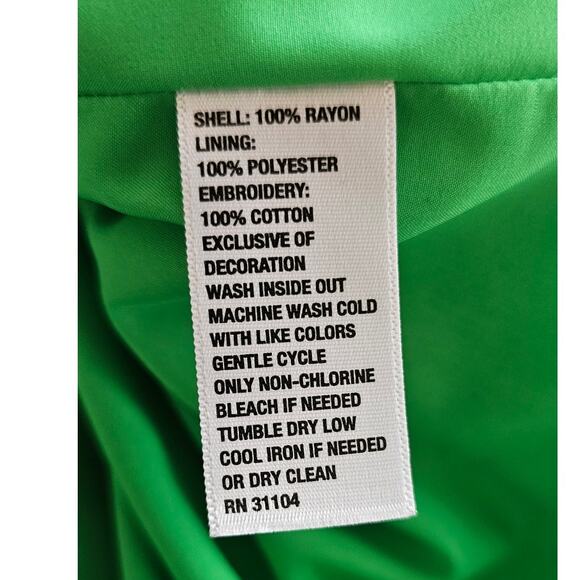 SHELL: 100% RAYON
LINING:
100% POLYESTER
EMBROIDERY:
100% COTTON
EXCLUSIVE OF
DECORATION
WASH INSIDE OUT
MACHINE WASH COLD
WITH LIKE COLORS
GENTLE CYCLE
ONLY NON-CHLORINE
BLEACH IF NEEDED
TUMBLE DRY LOW
COOL IRON IF NEEDED
OR DRY CLEAN
RN 31104